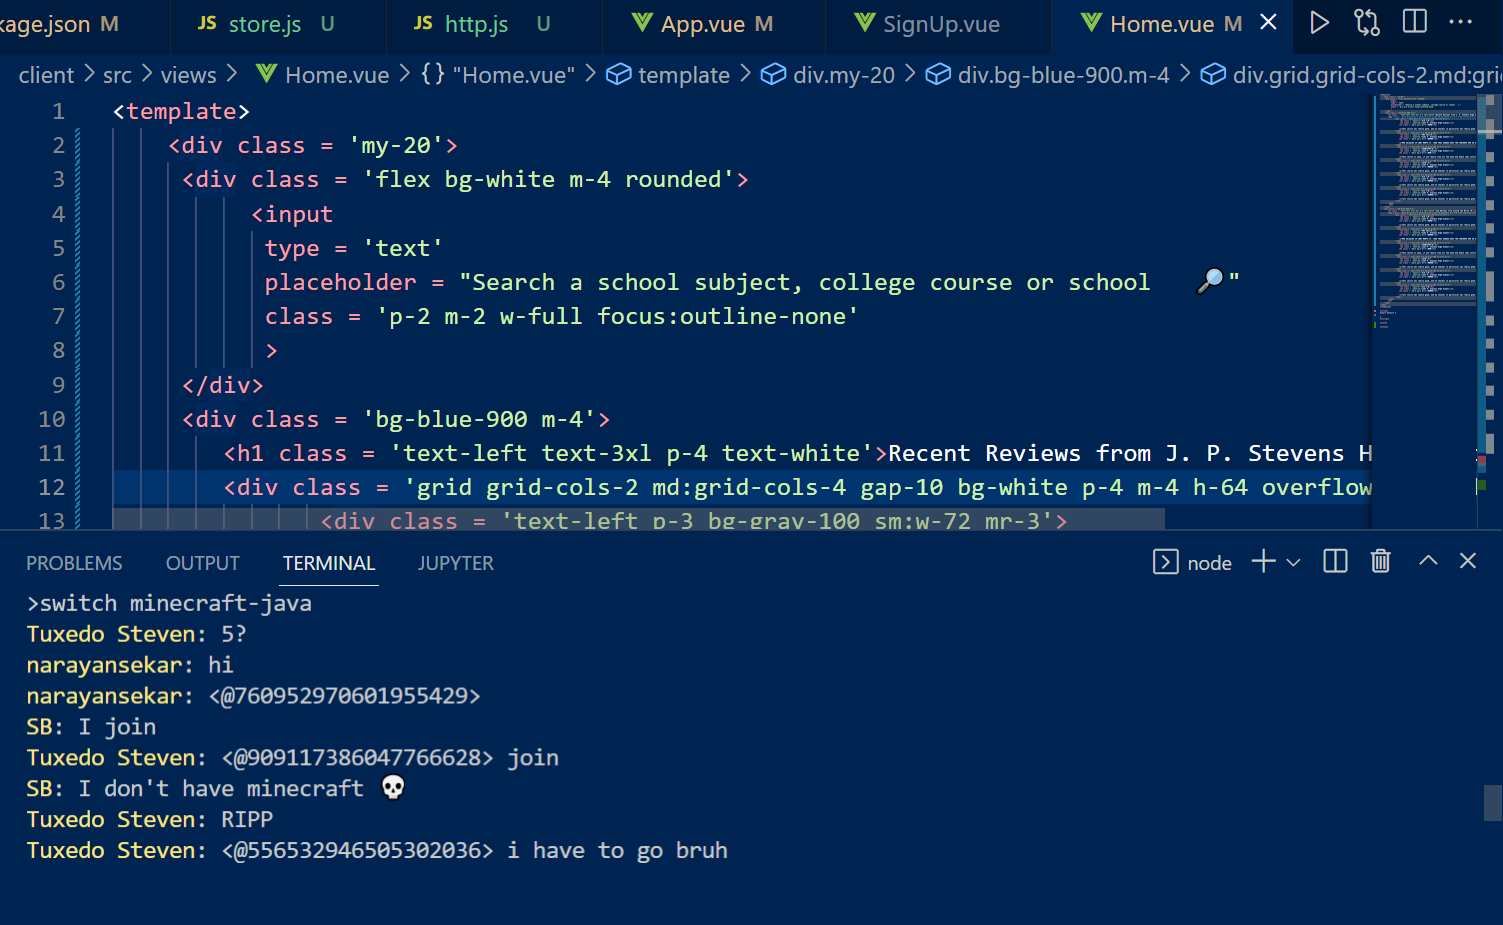 kage.json M JS store.js U JS http.js U App.vue M SignUp.vue Home.vue M
client > src > views > Home.vue > {} "Home.vue" > template > div.my-20 > div.bg-blue-900.m-4 > div.grid.grid-cols-2.md:gri
1 <template>
2 <div class = 'my-20'>
3 <div class = 'flex bg-white m-4 rounded'>
4 <input
5 type = 'text'
6 placeholder = "Search a school subject, college course or school 🔎"
7 class = 'p-2 m-2 w-full focus:outline-none'
8 >
9 </div>
10 <div class = 'bg-blue-900 m-4'>
11 <h1 class = 'text-left text-3xl p-4 text-white'>Recent Reviews from J. P. Stevens H
12 <div class = 'grid grid-cols-2 md:grid-cols-4 gap-10 bg-white p-4 m-4 h-64 overflow
13 <div class = 'text-left p-3 bg-gray-100 sm:w-72 mr-3'>
PROBLEMS OUTPUT TERMINAL JUPYTER node
>switch minecraft-java
Tuxedo Steven: 5?
narayansekar: hi
narayansekar: <@760952970601955429>
SB: I join
Tuxedo Steven: <@909117386047766628> join
SB: I don't have minecraft 💀
Tuxedo Steven: RIPP
Tuxedo Steven: <@556532946505302036> i have to go bruh